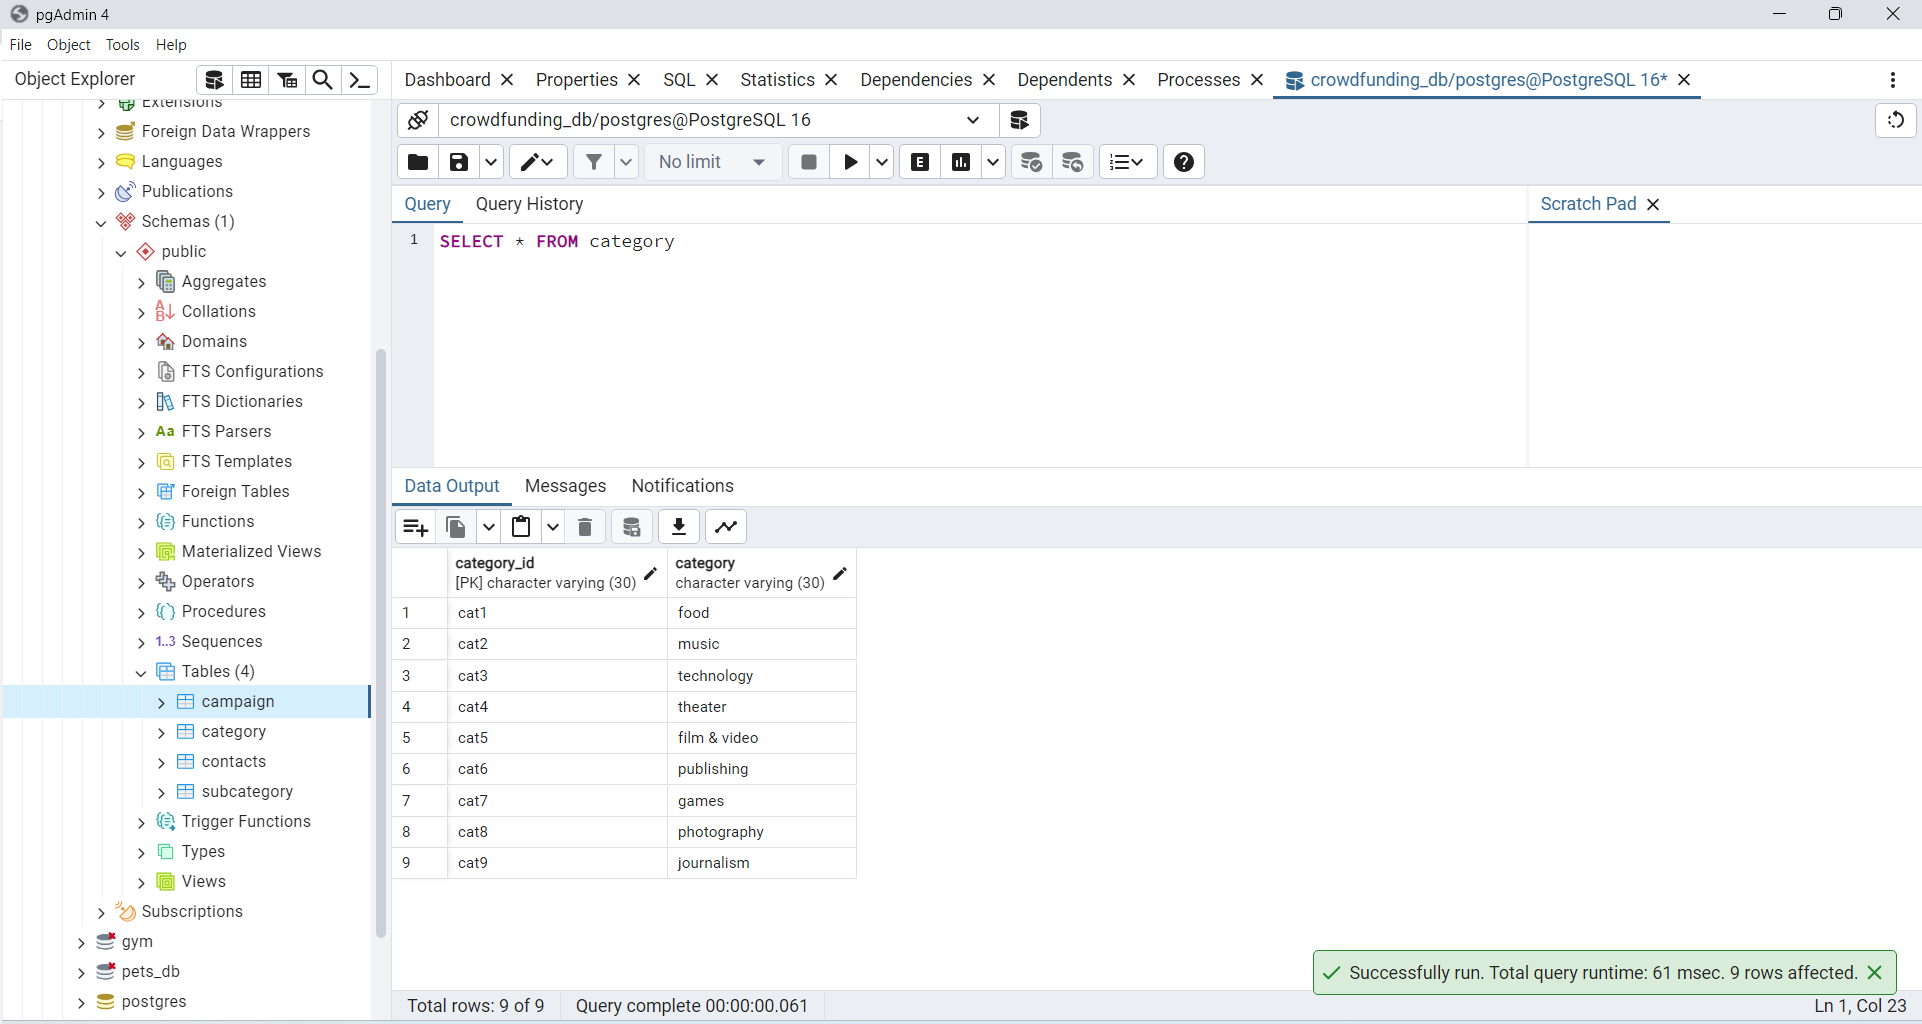 pgAdmin 4
File Object Tools Help
Object Explorer
Dashboard Properties SQL Statistics Dependencies Dependents Processes crowdfunding_db/postgres@PostgreSQL 16*
crowdfunding_db/postgres@PostgreSQL 16
No limit
E
Query Query History
Scratch Pad
1 SELECT * FROM category
Extensions
Foreign Data Wrappers
Languages
Publications
Schemas (1)
public
Aggregates
Collations
Domains
FTS Configurations
FTS Dictionaries
Aa FTS Parsers
FTS Templates
Foreign Tables
Functions
Materialized Views
Operators
Procedures
1..3 Sequences
Tables (4)
campaign
category
contacts
subcategory
Trigger Functions
Types
Views
Subscriptions
gym
pets_db
postgres
Data Output Messages Notifications
category_id
[PK] character varying (30)
category
character varying (30)
1 cat1 food
2 cat2 music
3 cat3 technology
4 cat4 theater
5 cat5 film & video
6 cat6 publishing
7 cat7 games
8 cat8 photography
9 cat9 journalism
Successfully run. Total query runtime: 61 msec. 9 rows affected.
Total rows: 9 of 9 Query complete 00:00:00.061
Ln 1, Col 23